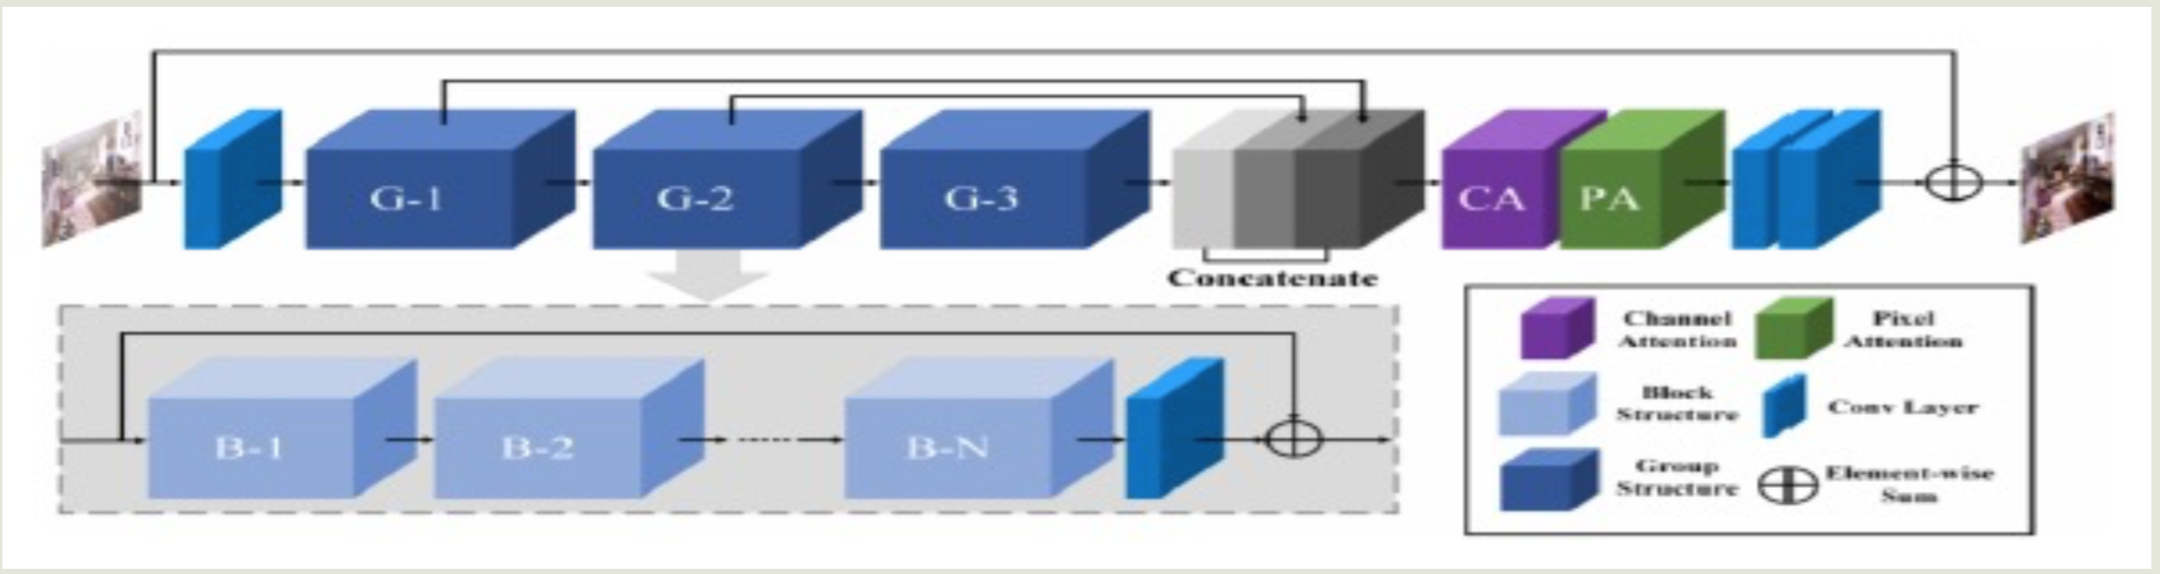 G-1
G-2
G-3
CA
PA
Concatenate
B-1
B-2
B-N
Channel
Attention
Pixel
Attention
Block
Structure
Conv Layer
Group
Structure
Element-wise
Sum